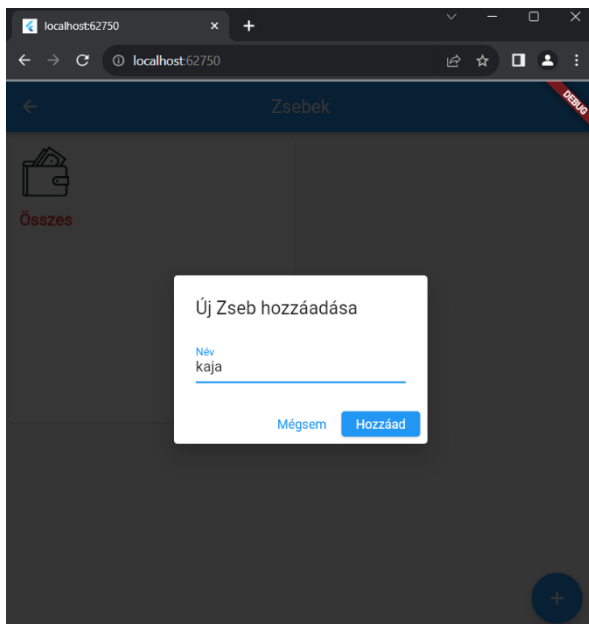 localhost:62750
localhost:62750
Zsebek
DEBUG
Összes
Új Zseb hozzáadása
Név
kaja
Mégsem
Hozzáad